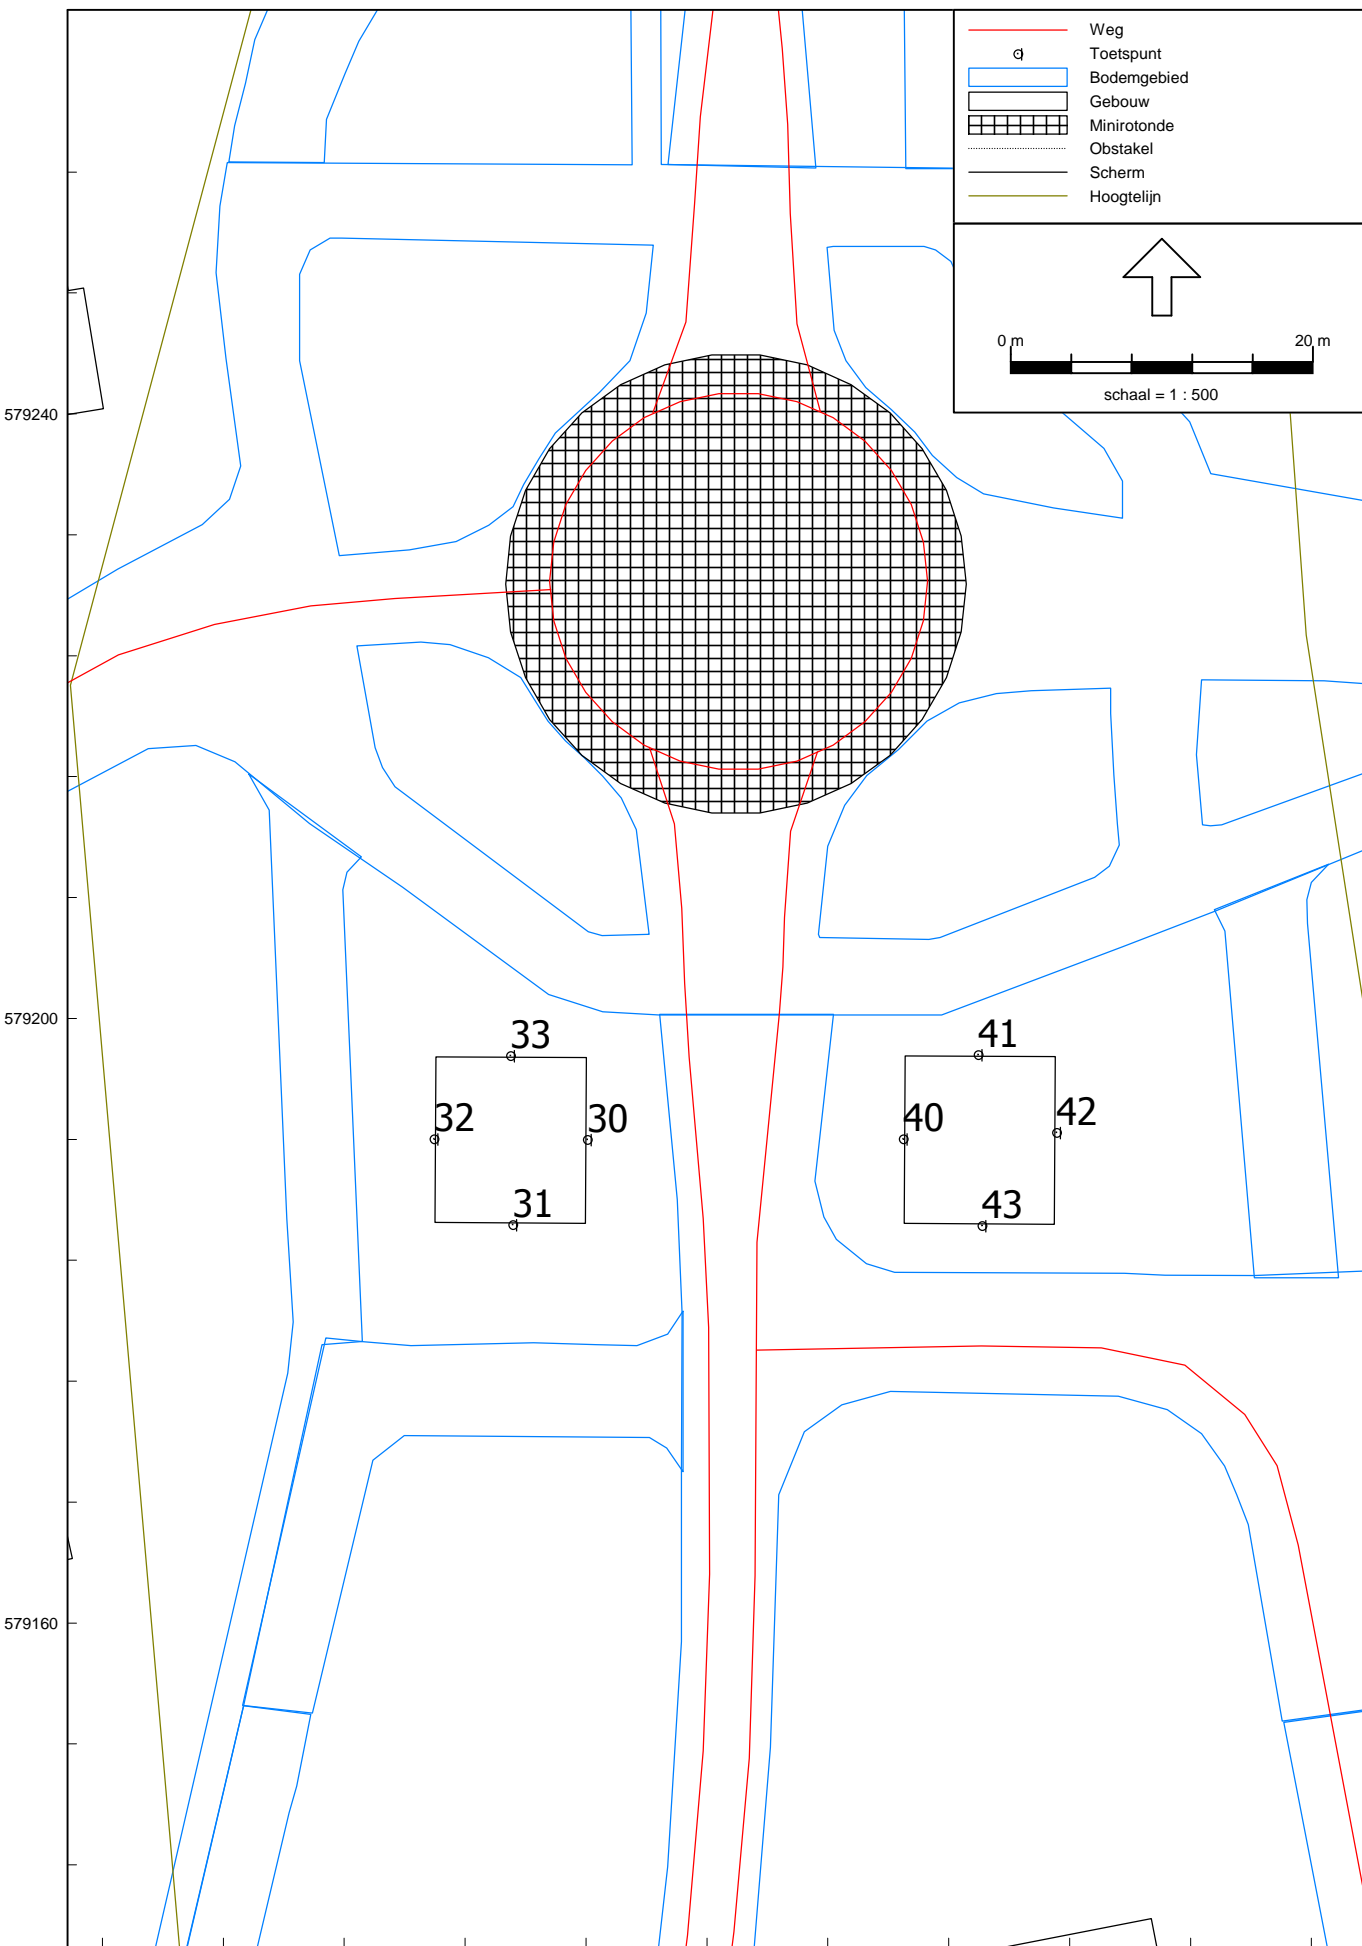 Weg
Toetspunt
Bodemgebied
Gebouw
Minirotonde
Obstakel
Scherm
Hoogtelijn
0 m 20 m
schaal = 1 : 500
579240
579200
33 41
32 30 40 42
31 43
579160